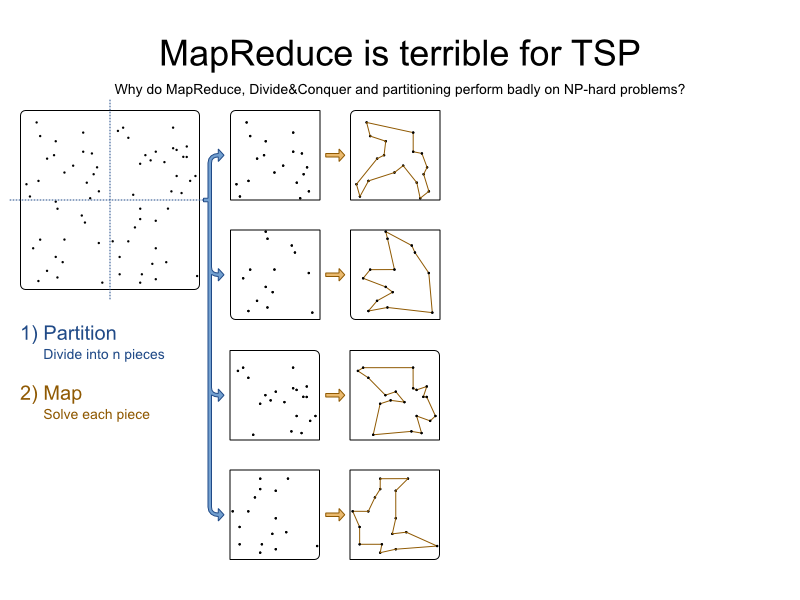 MapReduce is terrible for TSP
Why do MapReduce, Divide&Conquer and partitioning perform badly on NP-hard problems?
1) Partition
Divide into n pieces
2) Map
Solve each piece